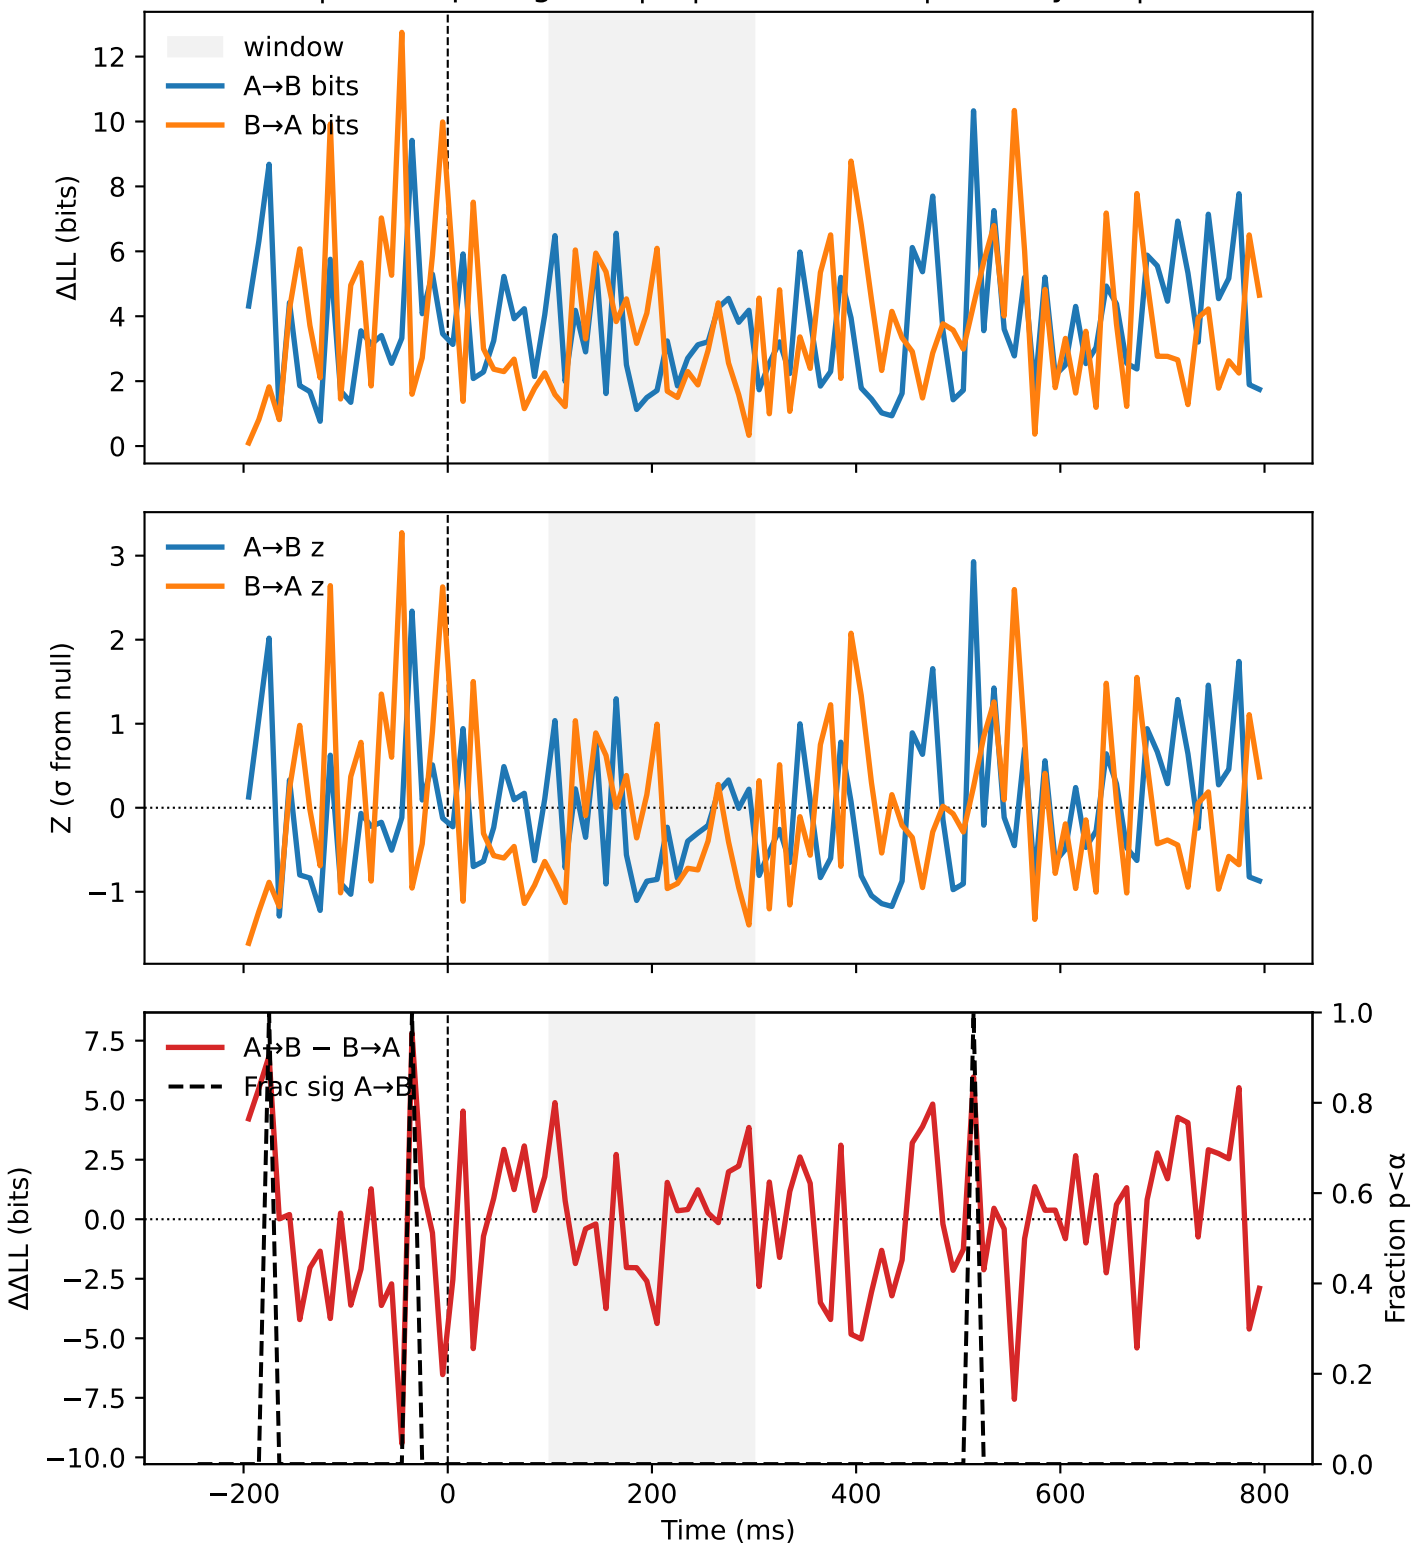 window
A→B bits
B→A bits
12
10
8
6
4
2
0
ΔLL (bits)
A→B z
B→A z
3
2
1
0
−1
Z (σ from null)
A→B − B→A
Frac sig A→B
7.5
5.0
2.5
0.0
−2.5
−5.0
−7.5
−10.0
ΔΔLL (bits)
1.0
0.8
0.6
0.4
0.2
0.0
Fraction p<α
−200
0
200
400
600
800
Time (ms)